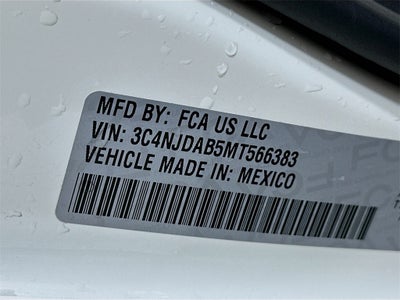 MFD BY: FCA US LLC
VIN: 3C4NJDAB5MT566383
VEHICLE MADE IN: MEXICO